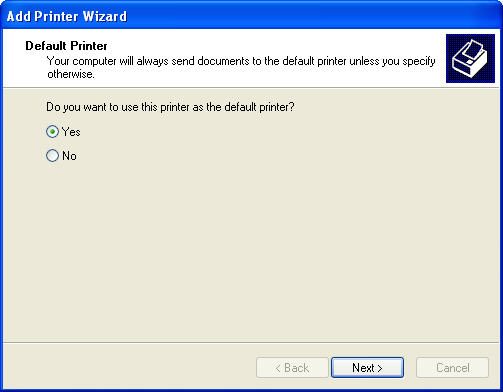 Add Printer Wizard
Default Printer
Your computer will always send documents to the default printer unless you specify
otherwise.
Do you want to use this printer as the default printer?
Yes
No
< Back
Next >
Cancel